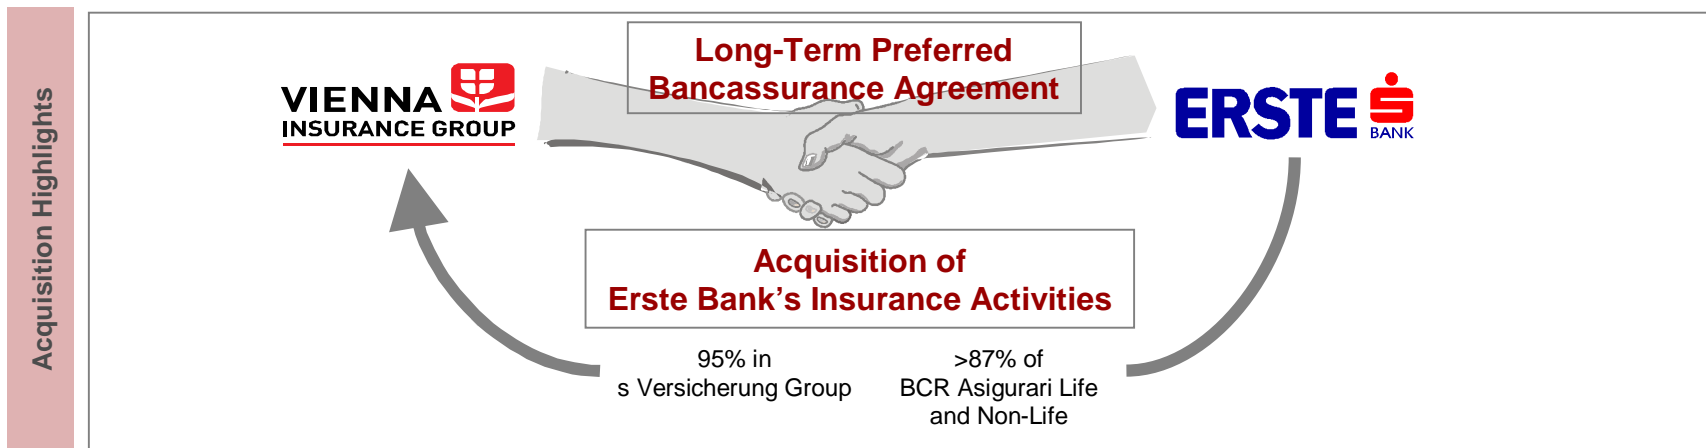 Acquisition Highlights
Long-Term Preferred
Bancassurance Agreement
VIENNA
INSURANCE GROUP
ERSTE
BANK
Acquisition of
Erste Bank’s Insurance Activities
95% in
s Versicherung Group
>87% of
BCR Asigurari Life
and Non-Life